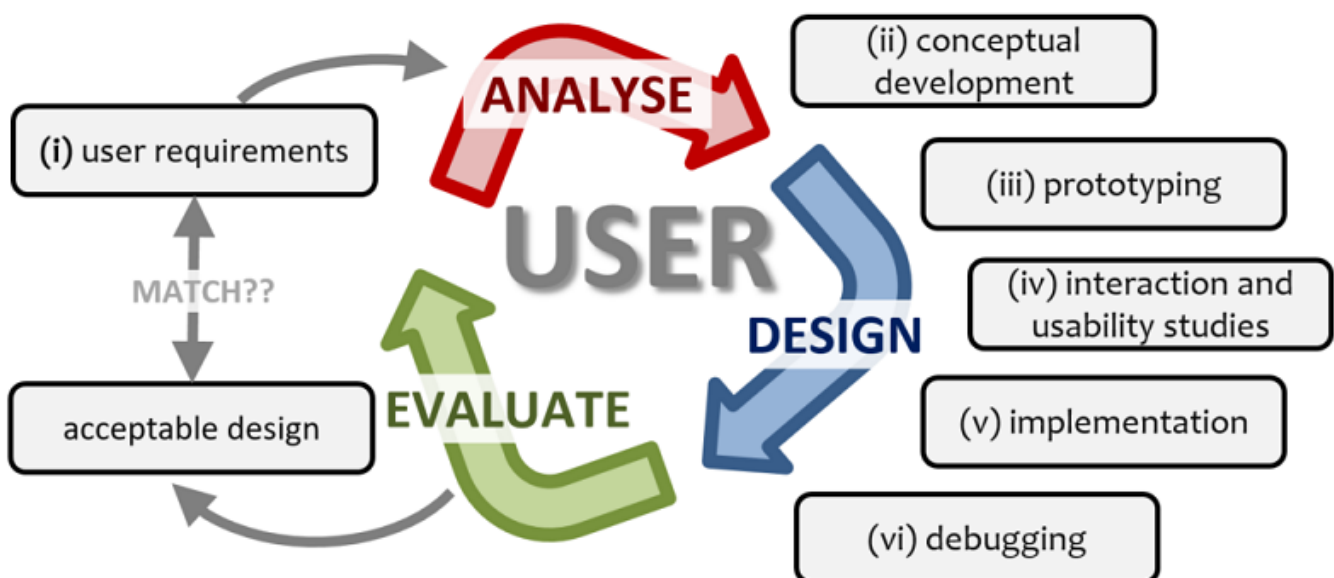 (ii) conceptual
development
ANALYSE
(i) user requirements
(iii) prototyping
USER
MATCH??
(iv) interaction and
usability studies
DESIGN
EVALUATE
acceptable design
(v) implementation
(vi) debugging